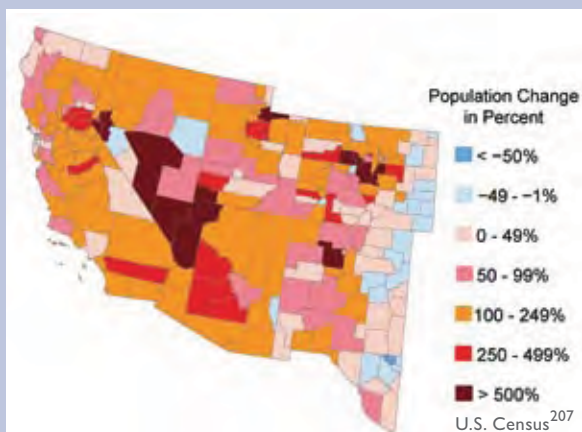 Population Change
in Percent
< −50%
−49 - −1%
0 - 49%
50 - 99%
100 - 249%
250 - 499%
> 500%
U.S. Census207